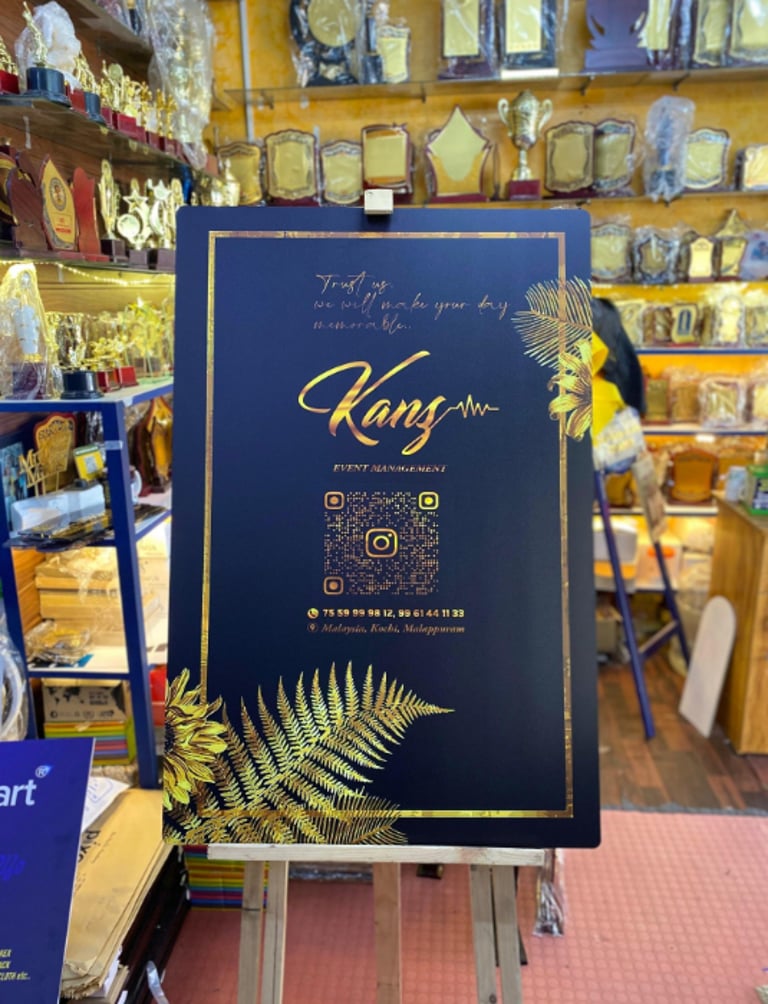 Trust us,
we will make your day
memorable..
Kanz
EVENT MANAGEMENT
75 59 99 98 12, 99 61 44 11 33
Malaysia, Kochi, Malappuram
art